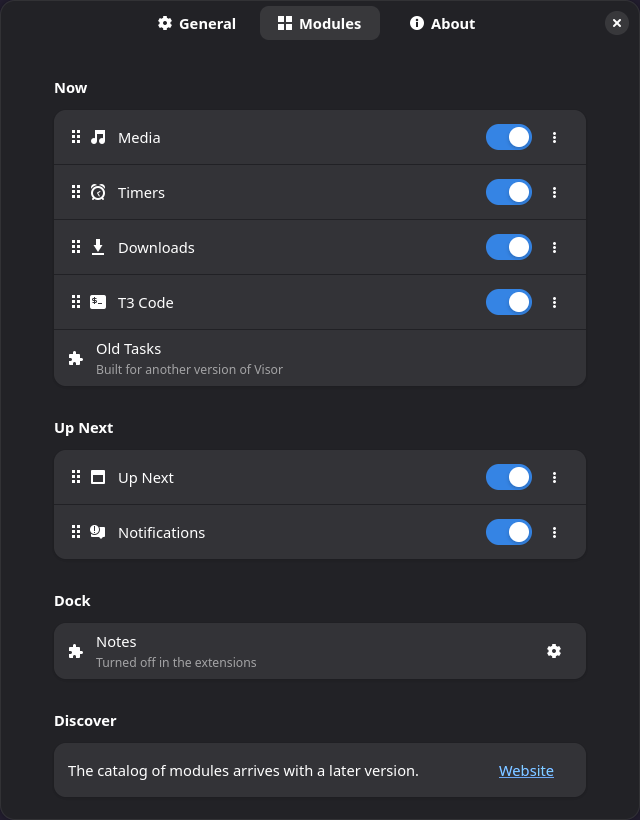 General
Modules
About
Now
Media
Timers
Downloads
T3 Code
Old Tasks
Built for another version of Visor
Up Next
Up Next
Notifications
Dock
Notes
Turned off in the extensions
Discover
The catalog of modules arrives with a later version.
Website